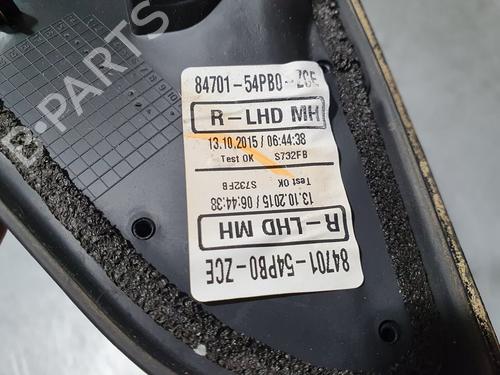 84701-54PB0-ZCE
R-LHD MH
13.10.2015 / 06:44:38
Test OK S732FB
Test OK S732FB
13.10.2015 / 06:44:38
R-LHD MH
84701-54PB0-ZCE